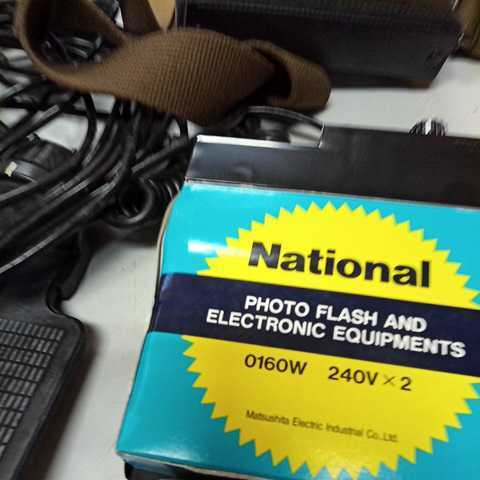 National
PHOTO FLASH AND
ELECTRONIC EQUIPMENTS
0160W 240V×2
Matsushita Electric Industrial Co., Ltd.